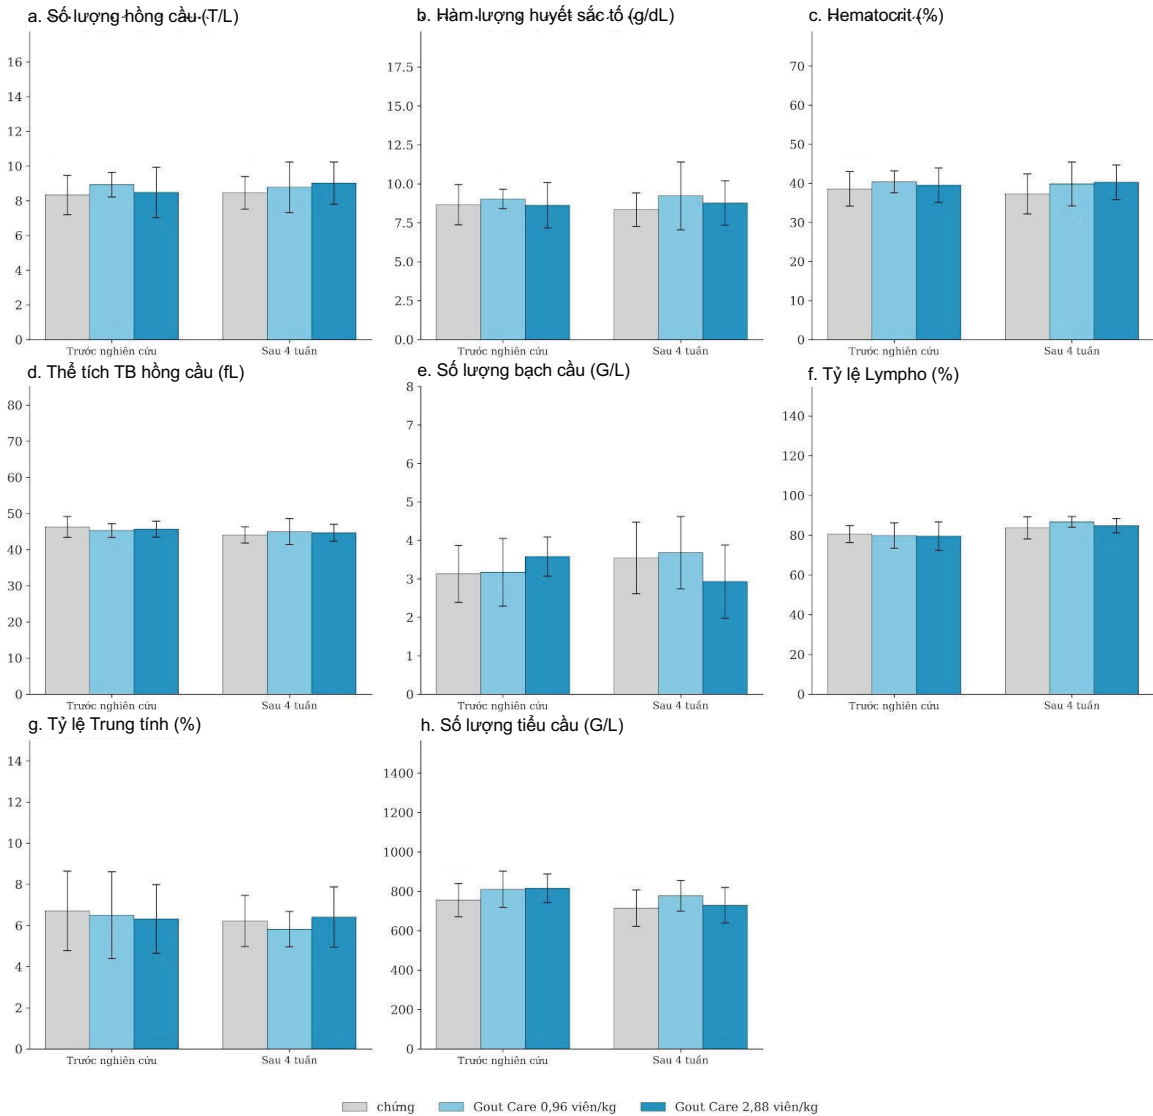 a. Số lượng hồng cầu (T/L)
16
14
12
10
8
6
4
2
0
Trước nghiên cứu
Sau 4 tuần
b. Hàm lượng huyết sắc tố (g/dL)
17.5
15.0
12.5
10.0
7.5
5.0
2.5
0.0
Trước nghiên cứu
Sau 4 tuần
c. Hematocrit (%)
70
60
50
40
30
20
10
0
Trước nghiên cứu
Sau 4 tuần
d. Thể tích TB hồng cầu (fL)
80
70
60
50
40
30
20
10
0
Trước nghiên cứu
Sau 4 tuần
e. Số lượng bạch cầu (G/L)
8
7
6
5
4
3
2
1
0
Trước nghiên cứu
Sau 4 tuần
f. Tỷ lệ Lympho (%)
140
120
100
80
60
40
20
0
Trước nghiên cứu
Sau 4 tuần
g. Tỷ lệ Trung tính (%)
14
12
10
8
6
4
2
0
Trước nghiên cứu
Sau 4 tuần
h. Số lượng tiểu cầu (G/L)
1400
1200
1000
800
600
400
200
0
Trước nghiên cứu
Sau 4 tuần
chứng
Gout Care 0,96 viên/kg
Gout Care 2,88 viên/kg